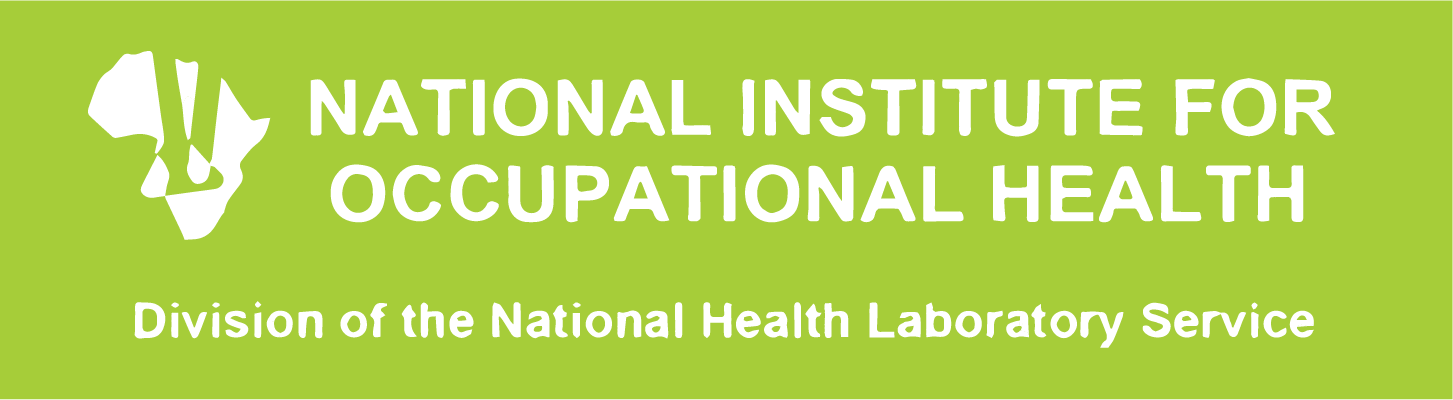 NATIONAL INSTITUTE FOR
OCCUPATIONAL HEALTH
Division of the National Health Laboratory Service